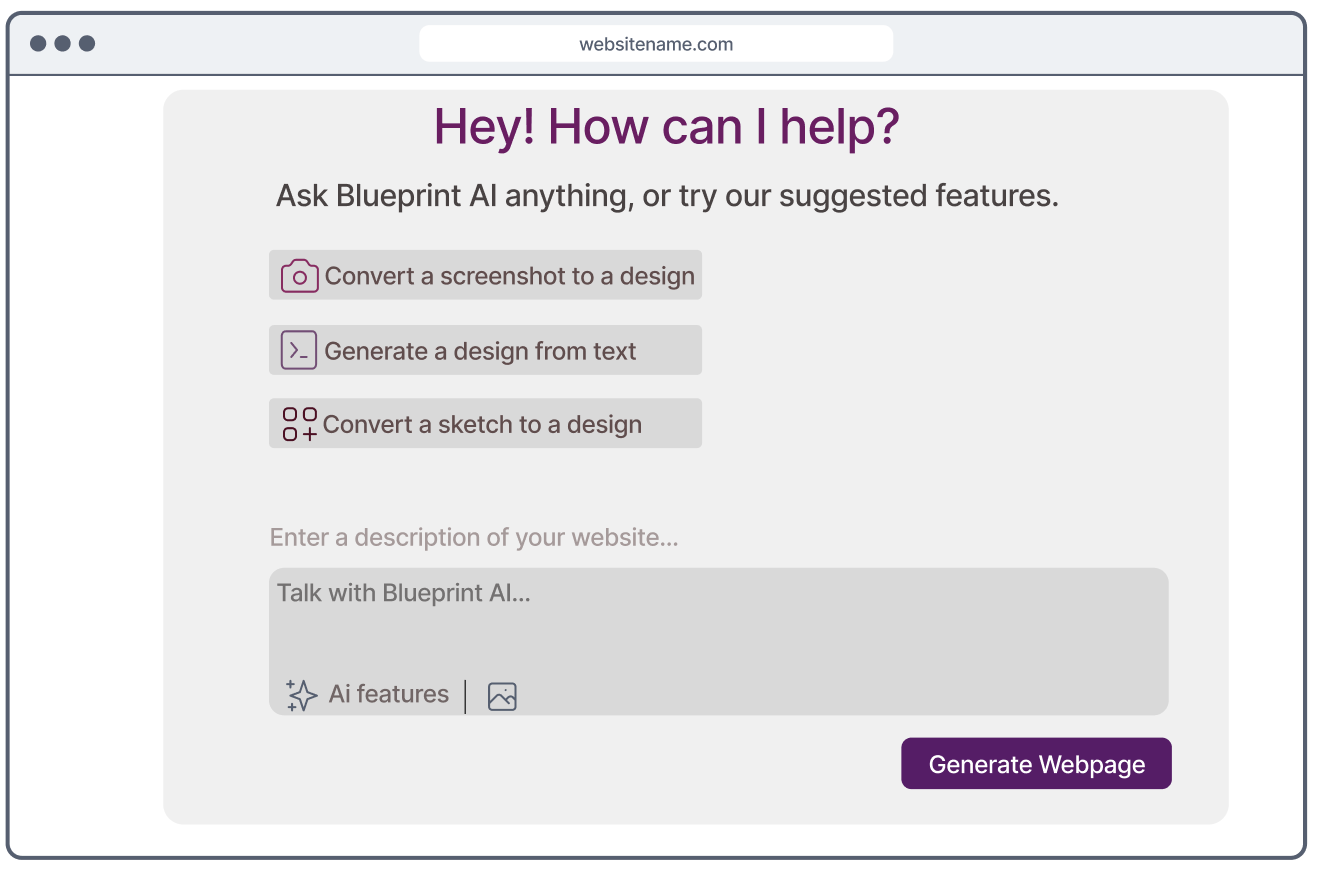 websitename.com
Hey! How can I help?
Ask Blueprint AI anything, or try our suggested features.
Convert a screenshot to a design
Generate a design from text
Convert a sketch to a design
Enter a description of your website...
Talk with Blueprint AI...
Ai features
Generate Webpage